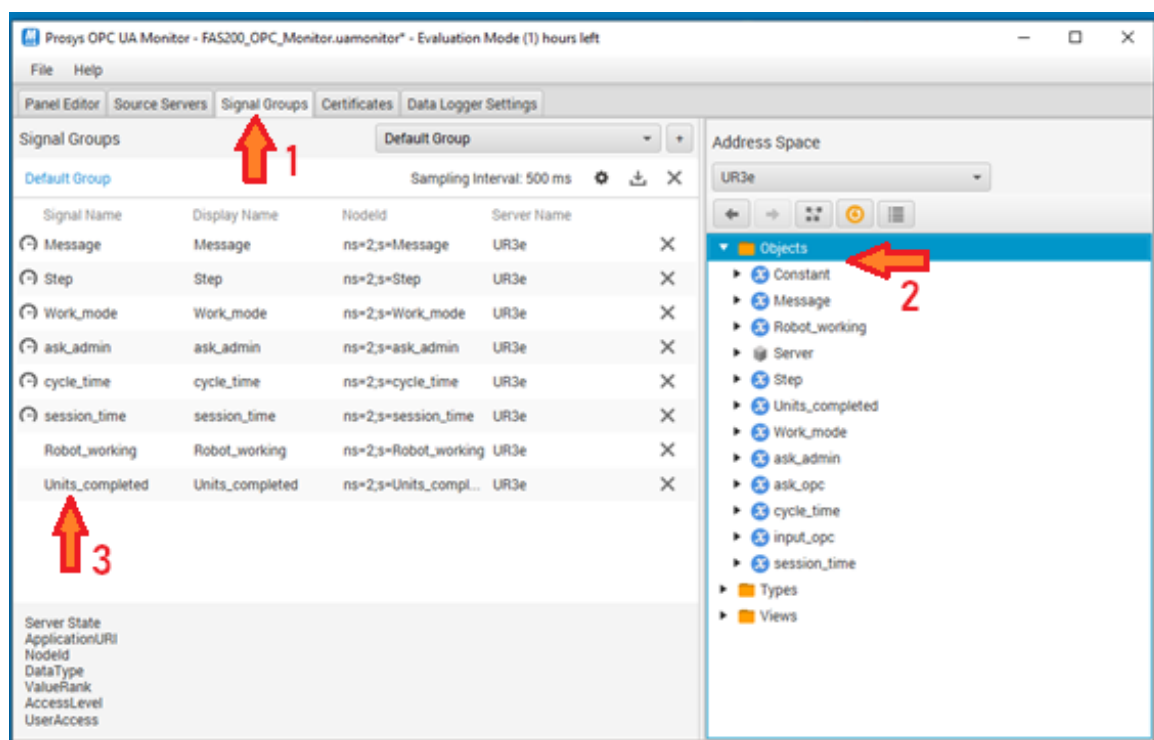 Prosys OPC UA Monitor - FAS200_OPC_Monitor.uamonitor* - Evaluation Mode (1) hours left
File Help
Panel Editor Source Servers Signal Groups Certificates Data Logger Settings
Signal Groups Default Group +
1
Default Group Sampling Interval: 500 ms
Signal Name Display Name NodeId Server Name
Message Message ns=2;s=Message UR3e
Step Step ns=2;s=Step UR3e
Work_mode Work_mode ns=2;s=Work_mode UR3e
ask_admin ask_admin ns=2;s=ask_admin UR3e
cycle_time cycle_time ns=2;s=cycle_time UR3e
session_time session_time ns=2;s=session_time UR3e
Robot_working Robot_working ns=2;s=Robot_working UR3e
Units_completed Units_completed ns=2;s=Units_compl... UR3e
3
Server State
ApplicationURI
NodeId
DataType
ValueRank
AccessLevel
UserAccess
Address Space
UR3e
Objects
2
Constant
Message
Robot_working
Server
Step
Units_completed
Work_mode
ask_admin
ask_opc
cycle_time
input_opc
session_time
Types
Views